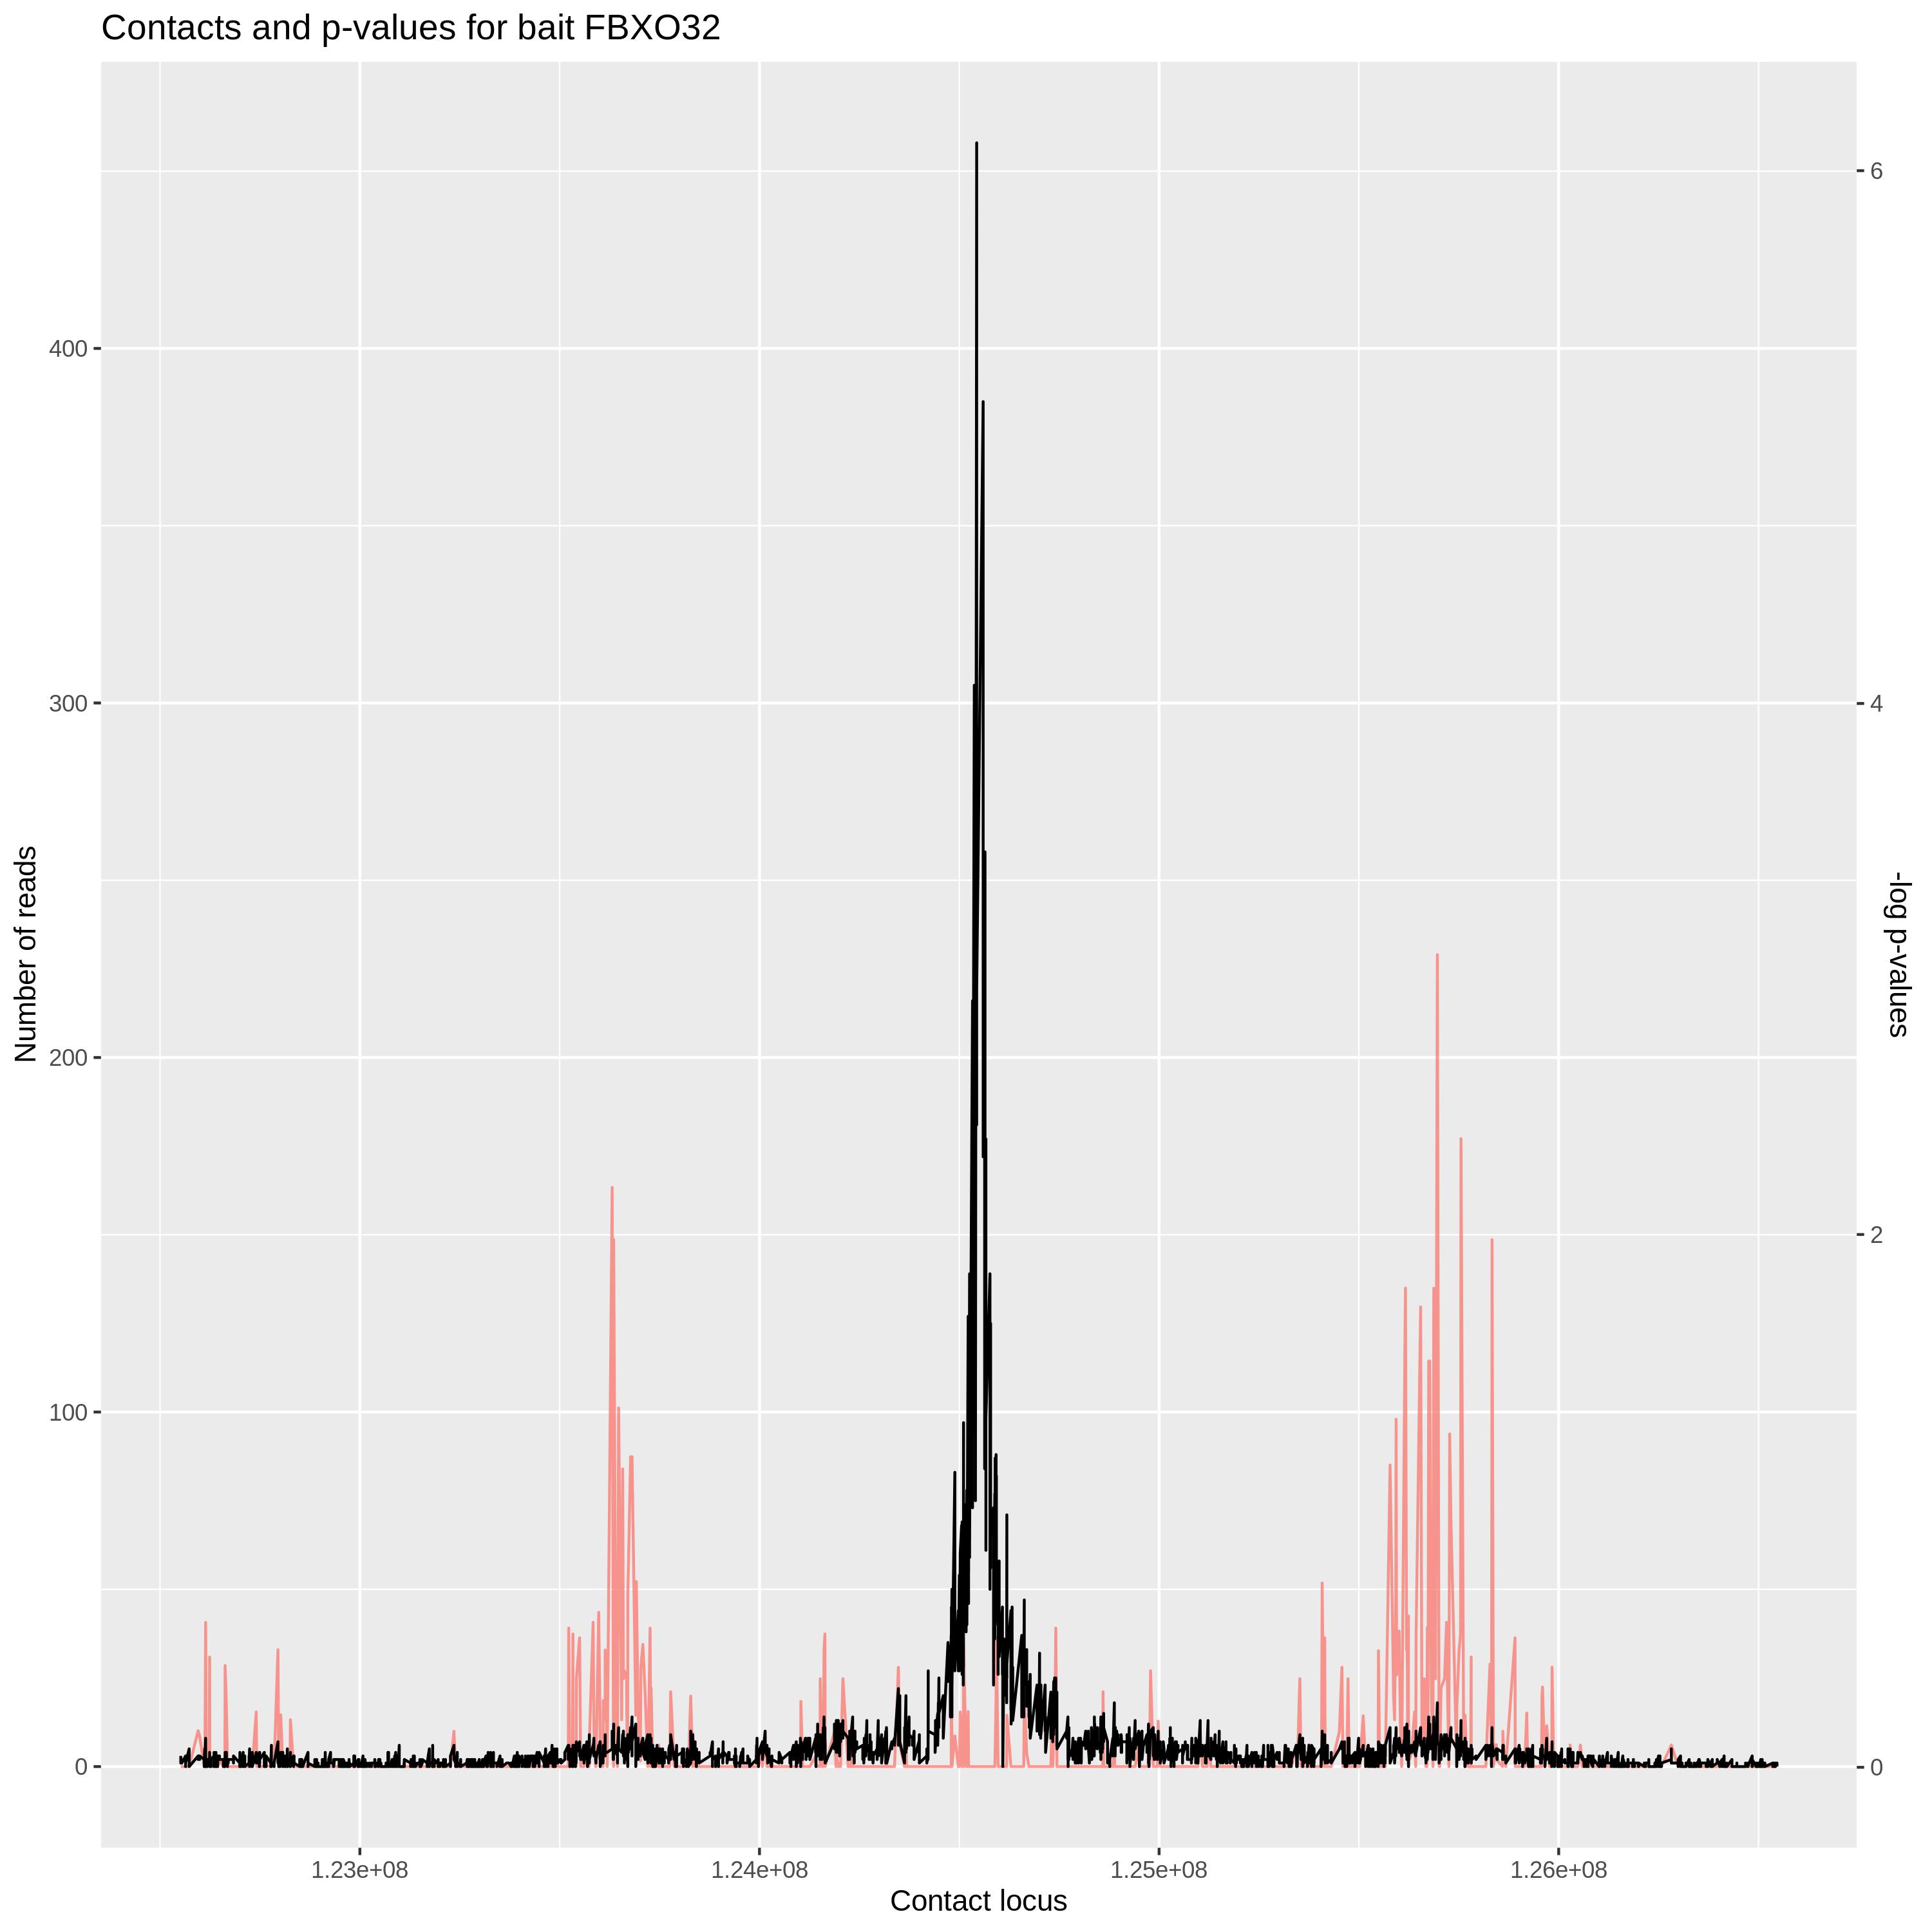 Contacts and p-values for bait FBXO32
Number of reads
400
300
200
100
0
6
4
2
0
-log p-values
1.23e+08
1.24e+08
1.25e+08
1.26e+08
Contact locus